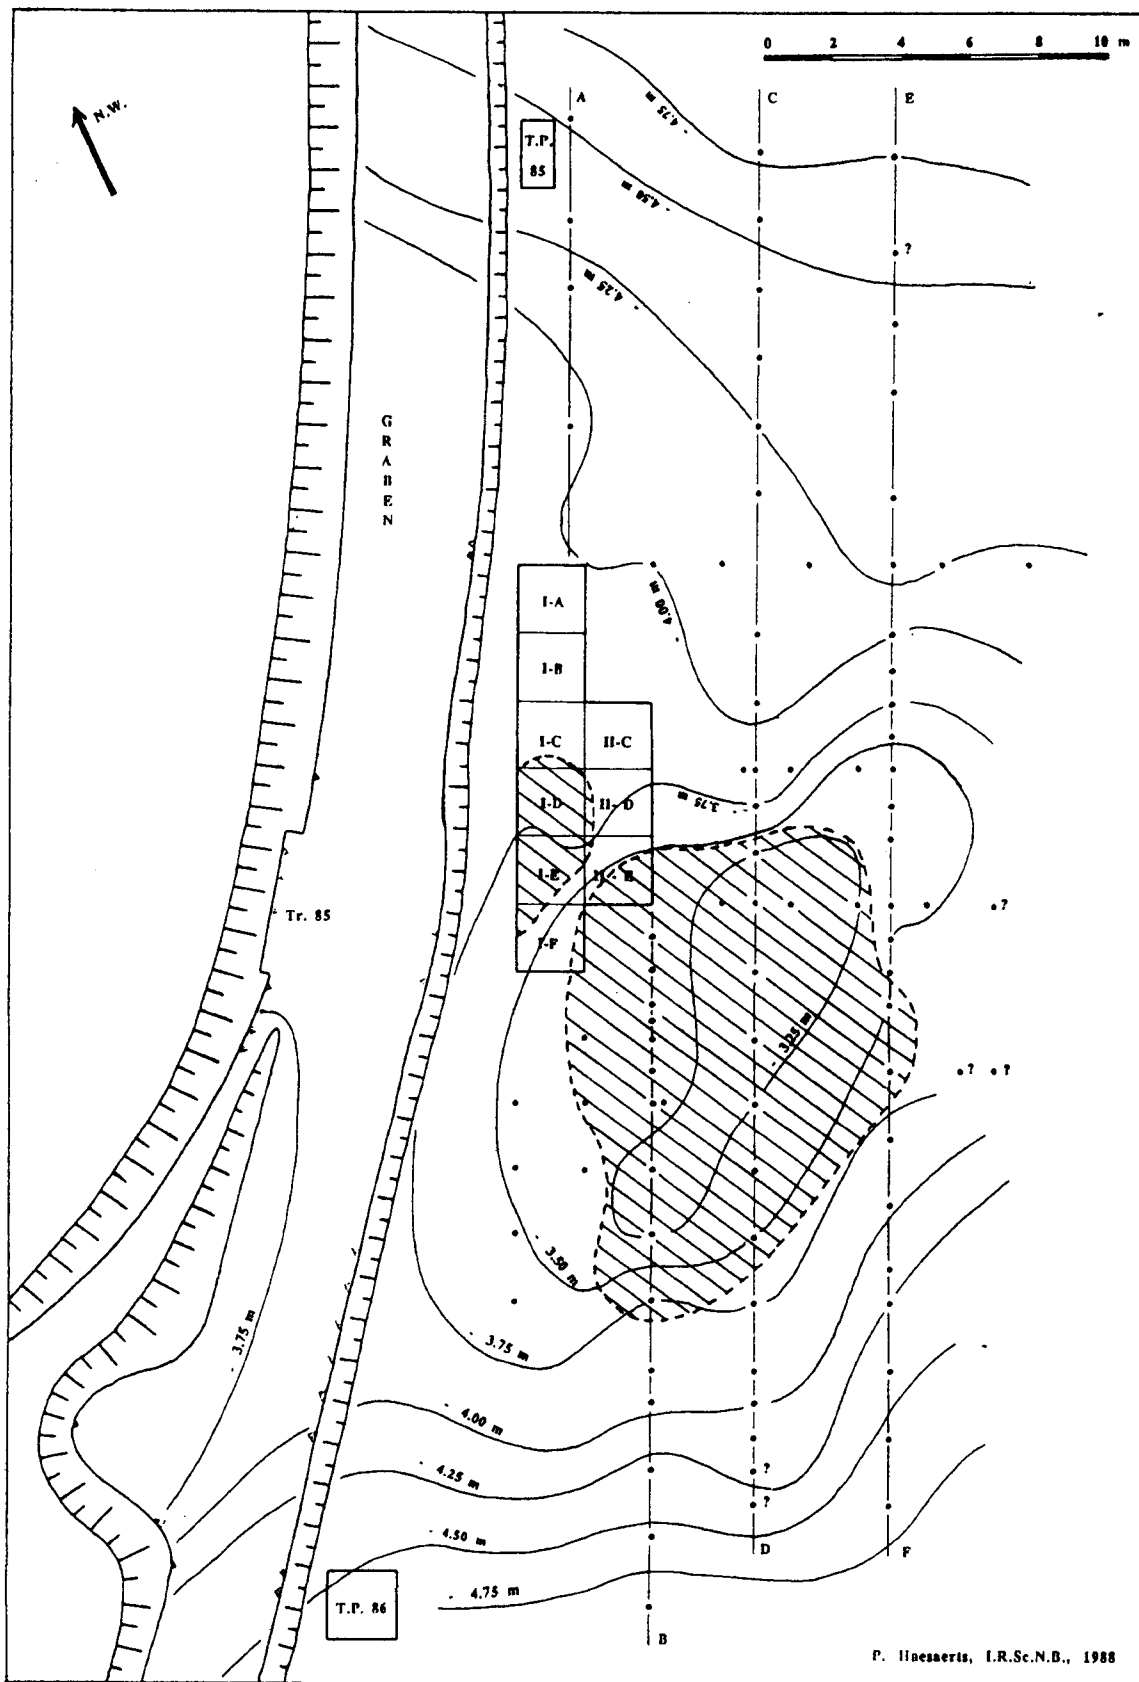 0 2 4 6 8 10 m
N.W.
A
C
E
T.P.
85
- 4.75 m
- 4.50 m
?
- 4.25 m
GRABEN
I-A
- 4.00 m
I-B
I-C
II-C
I-D
II-D
- 3.75 m
I-E
II-E
Tr. 85
?
I-F
- 3.25 m
? ?
- 3.50 m
- 3.75 m
- 3.75 m
- 4.00 m
- 4.25 m
?
?
- 4.50 m
D
F
- 4.75 m
T.P. 86
B
P. Haesaerts, I.R.Sc.N.B., 1988